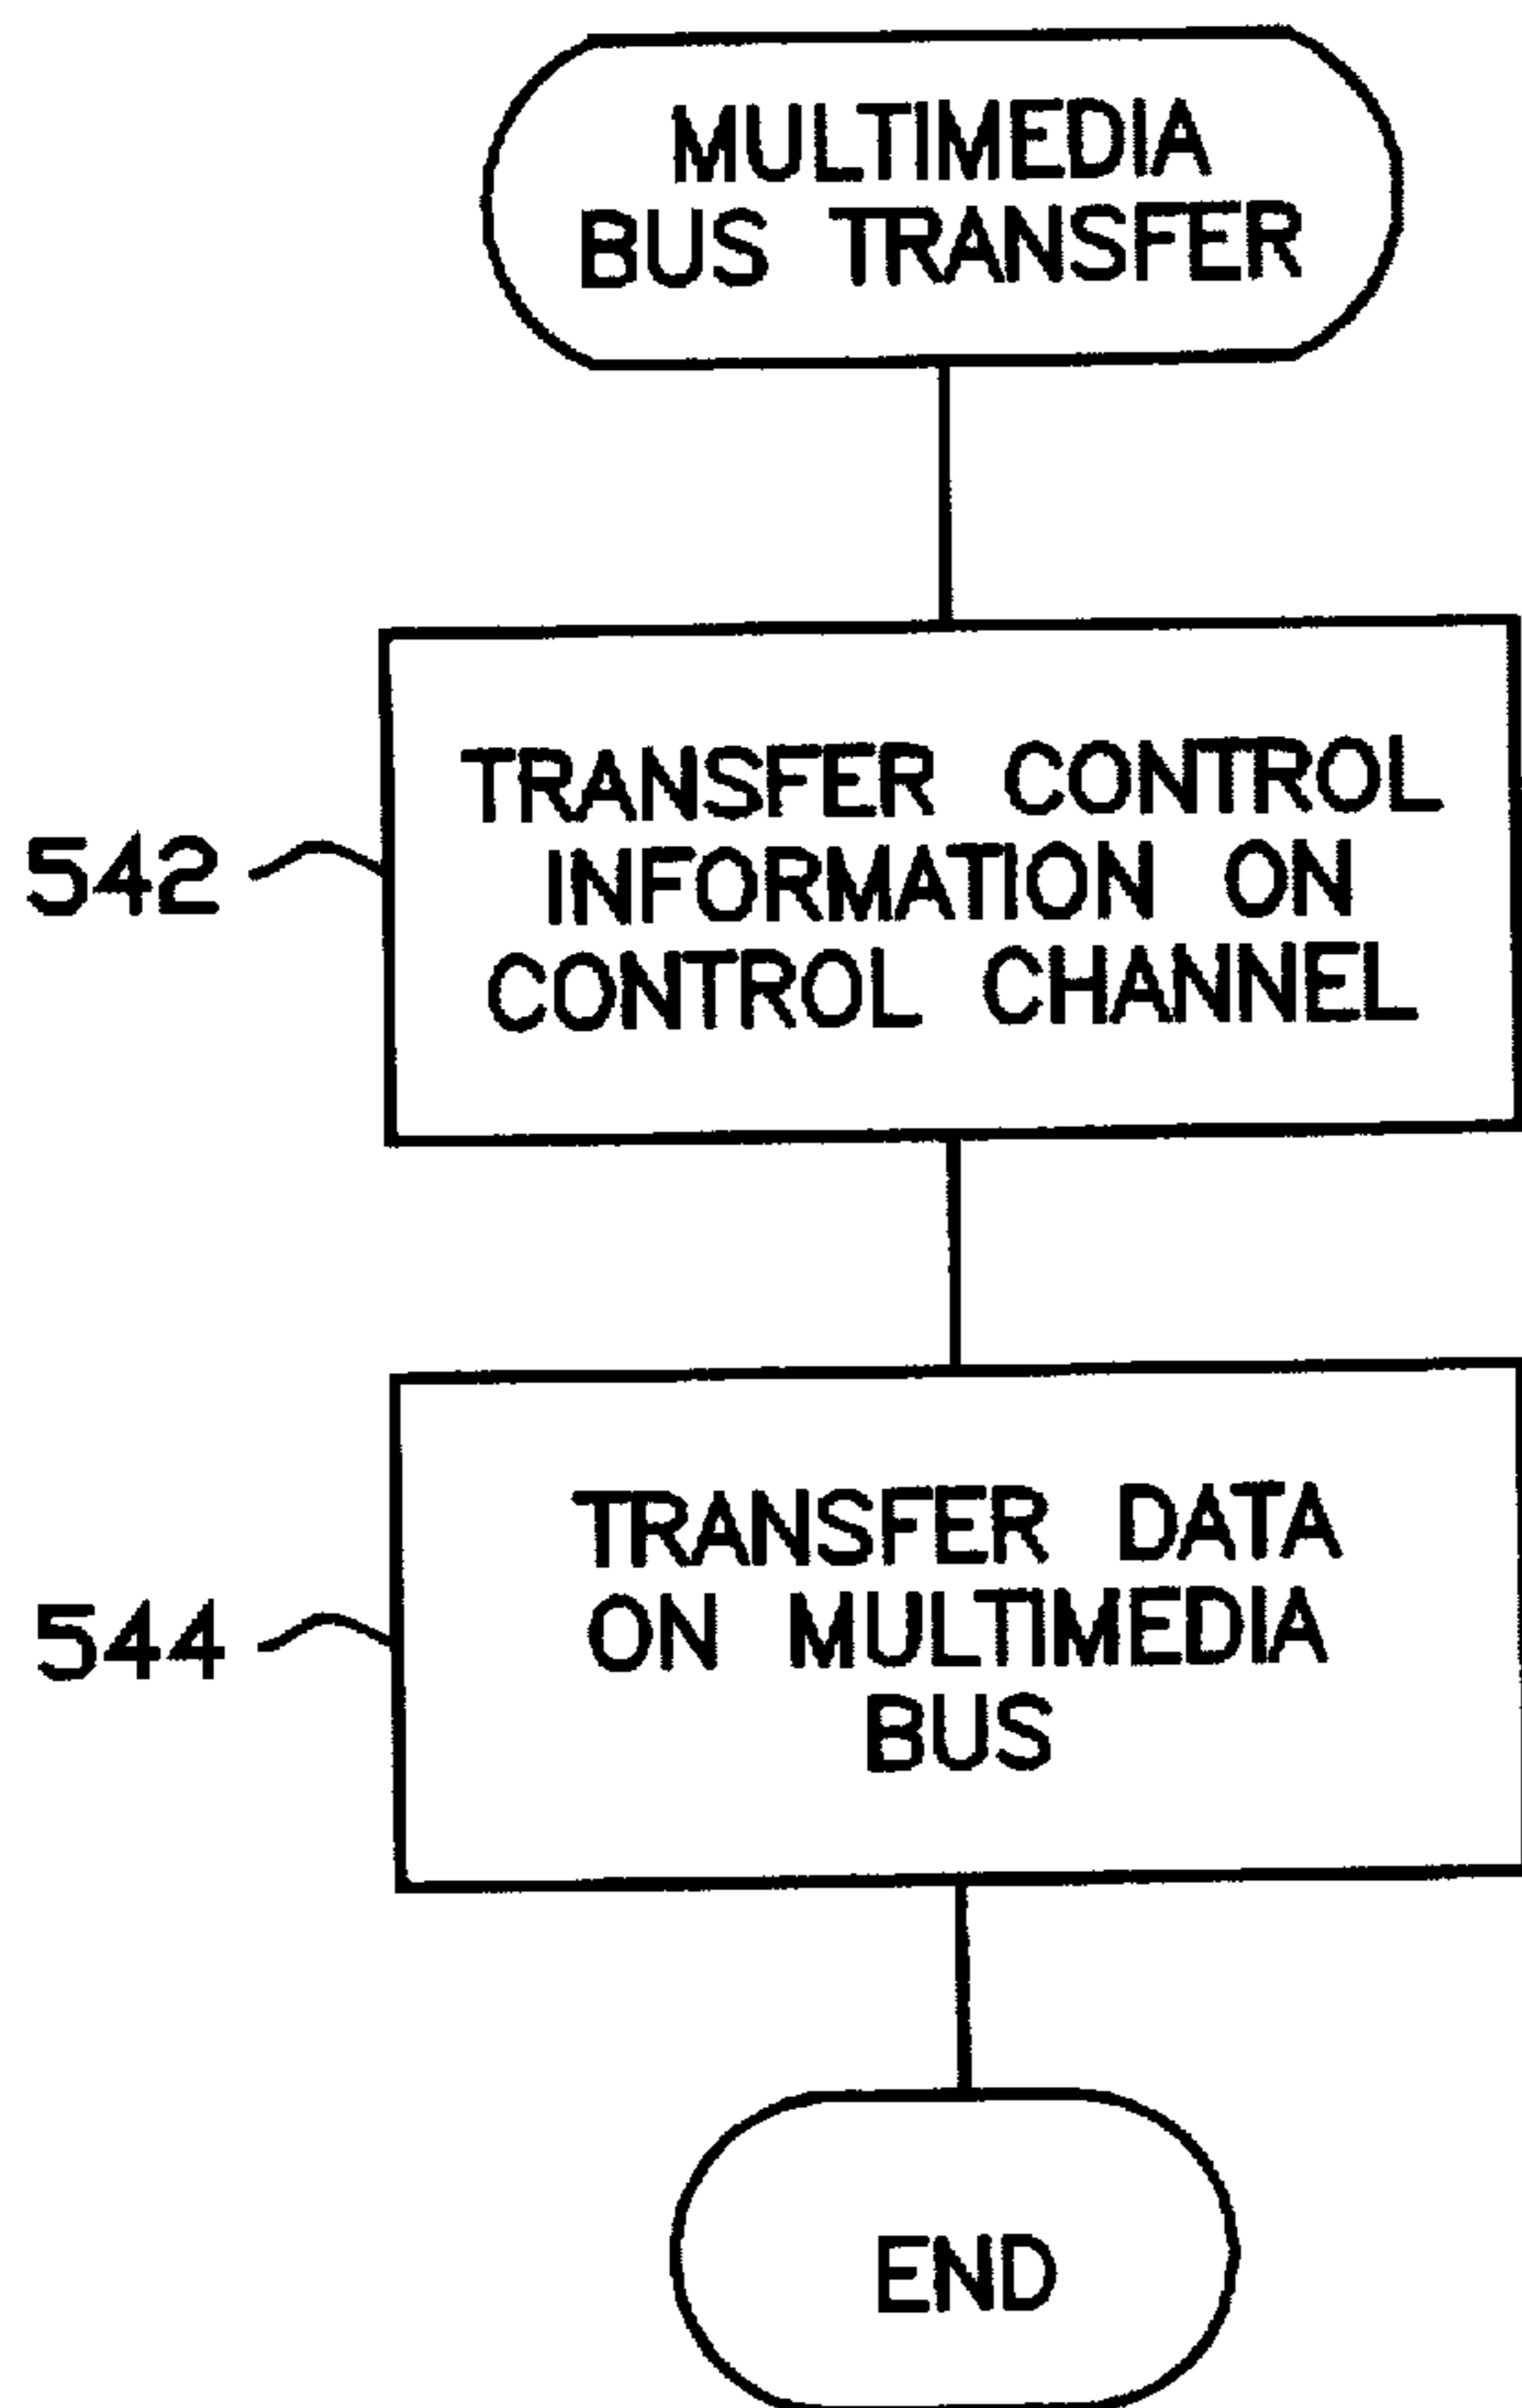 MULTIMEDIA
BUS TRANSFER
542
TRANSFER CONTROL
INFORMATION ON
CONTROL CHANNEL
544
TRANSFER DATA
ON MULTIMEDIA
BUS
END